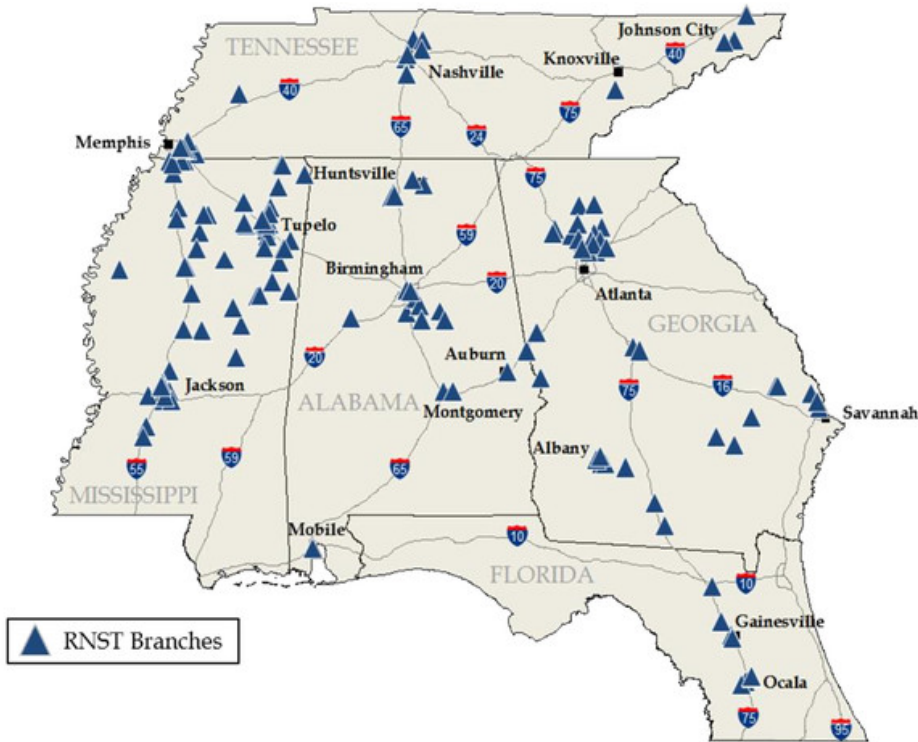 Johnson City
TENNESSEE
40
Knoxville
Nashville
40
75
65
24
Memphis
Huntsville
75
Tupelo
59
Birmingham
20
Atlanta
GEORGIA
Auburn
20
Jackson
75
16
ALABAMA
Montgomery
Savannah
Albany
55
59
65
MISSISSIPPI
Mobile
10
FLORIDA
10
RNST Branches
Gainesville
Ocala
75
95